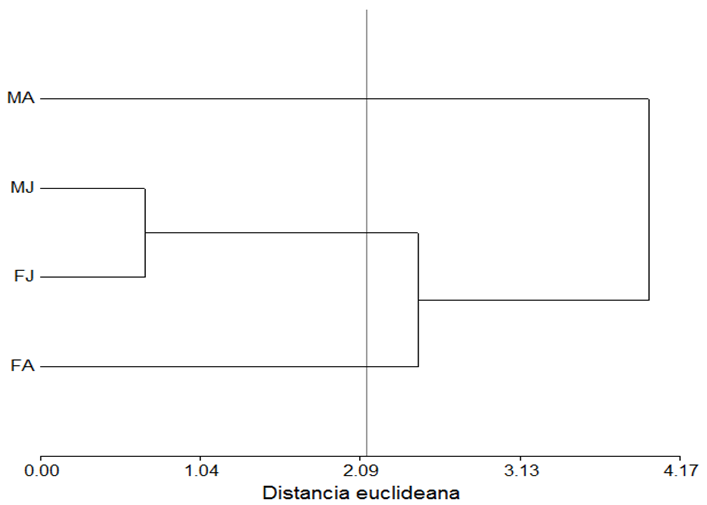 MA
MJ
FJ
FA
0.00 1.04 2.09 3.13 4.17
Distancia euclideana